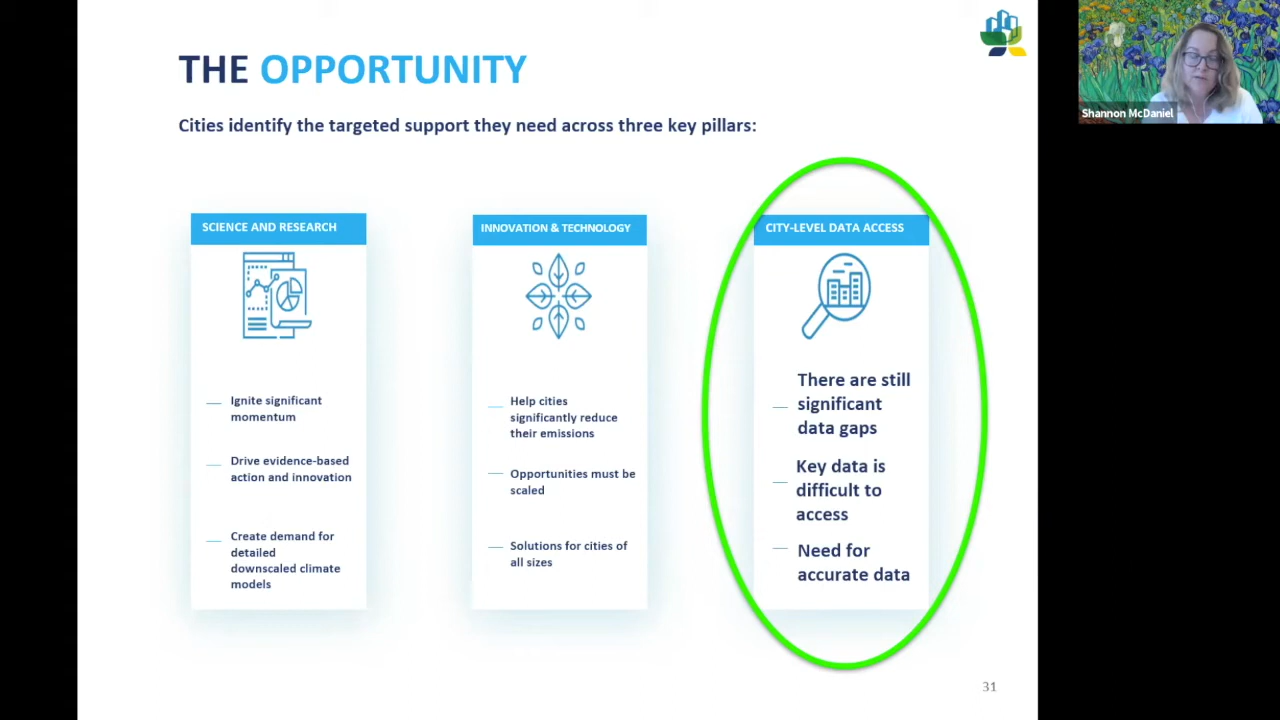 THE OPPORTUNITY
Cities identify the targeted support they need across three key pillars:
SCIENCE AND RESEARCH
Ignite significant
momentum
Drive evidence-based
action and innovation
Create demand for
detailed
downscaled climate
models
INNOVATION & TECHNOLOGY
Help cities
significantly reduce
their emissions
Opportunities must be
scaled
Solutions for cities of
all sizes
CITY-LEVEL DATA ACCESS
There are still
significant
data gaps
Key data is
difficult to
access
Need for
accurate data
31
Shannon McDaniel